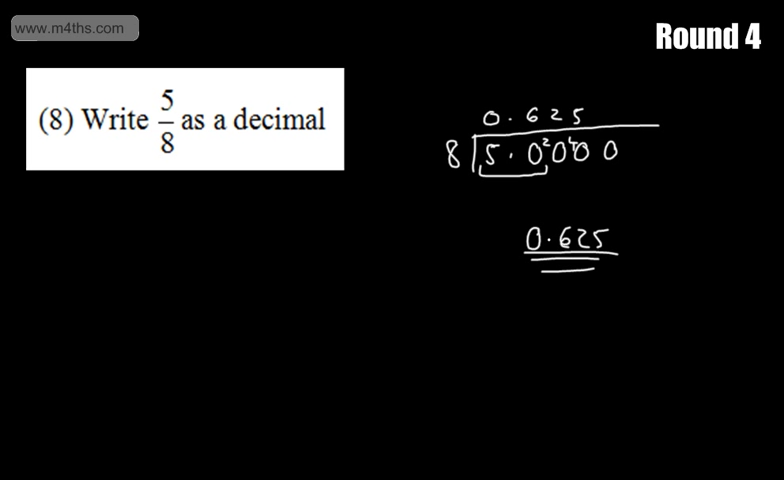 www.m4ths.com
Round 4
(8) Write 5/8 as a decimal
0.625
8 5.0²0⁴0 0
0.625